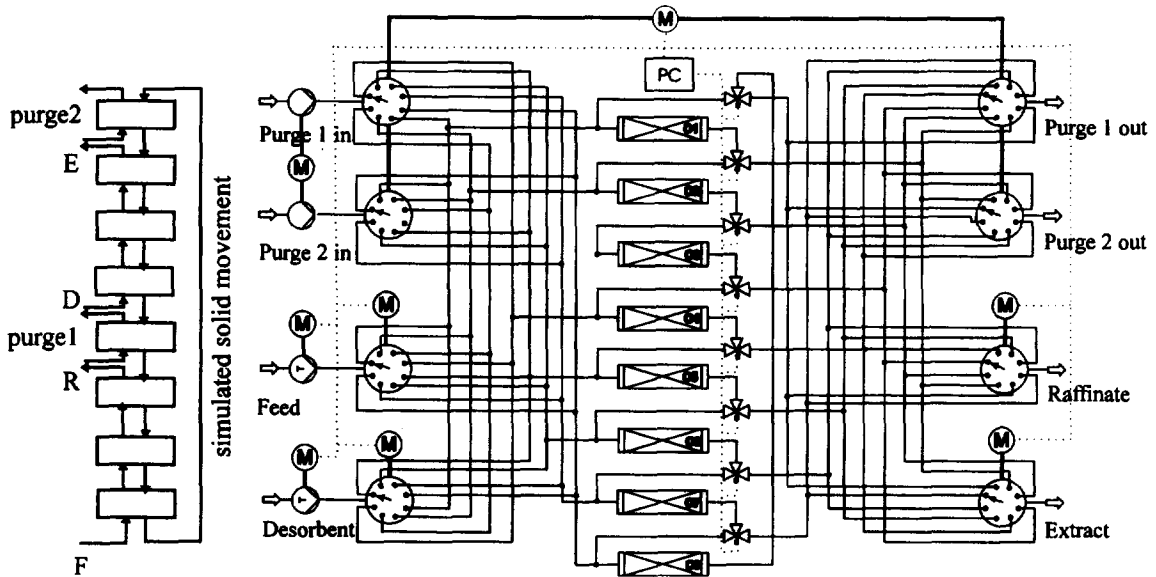 purge2
E
D
purge1
R
F
simulated solid movement
M
PC
Purge 1 in
M
Purge 2 in
M
M
T
Feed
M
M
T
Desorbent
Purge 1 out
Purge 2 out
M
Raffinate
M
Extract